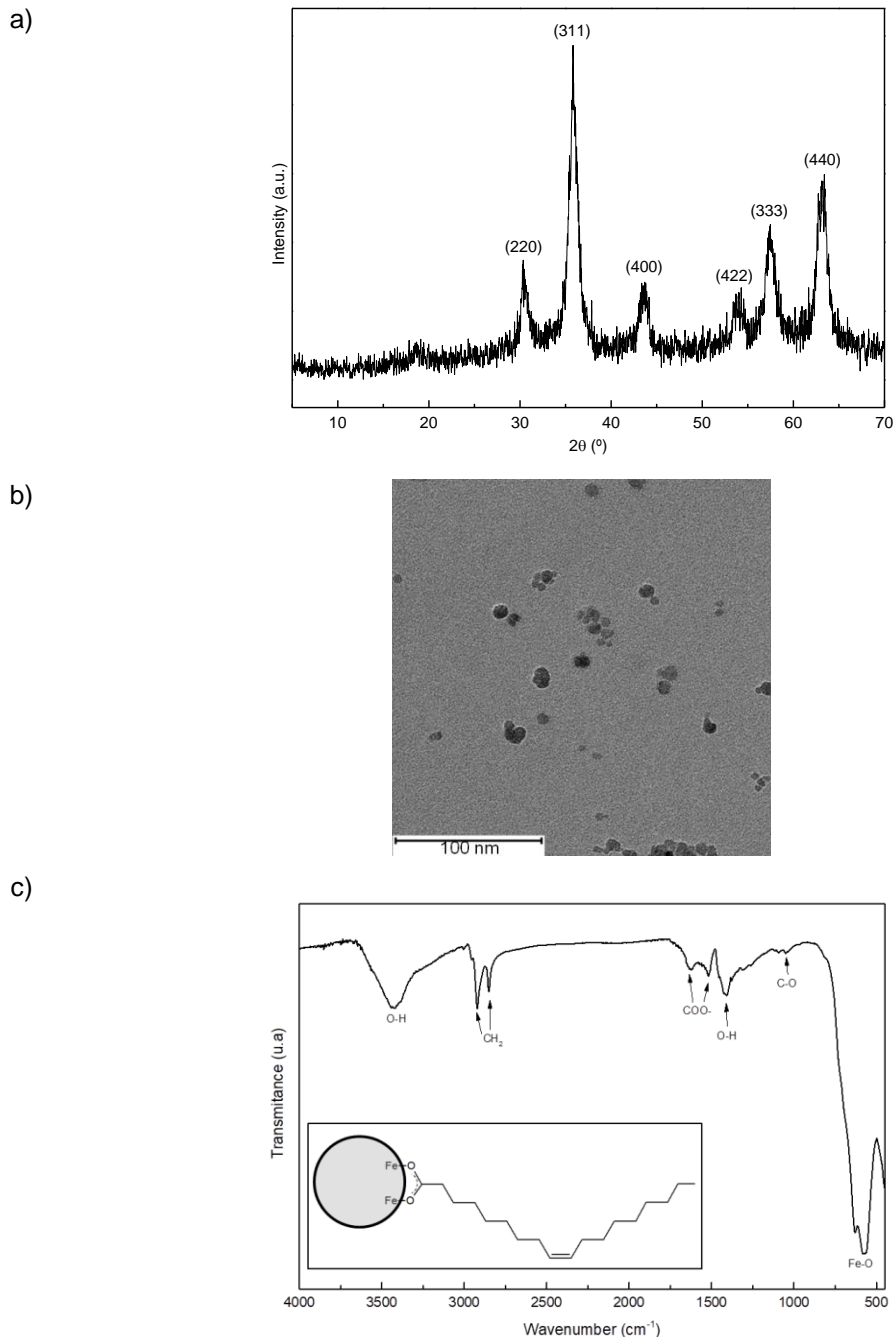 a)
(311)
(440)
(333)
(220)
(400)
(422)
Intensity (a.u.)
10 20 30 40 50 60 70
2θ (º)
b)
100 nm
c)
C-O
COO-
O-H
CH2
O-H
Transmitance (u.a)
Fe O
Fe O
Fe-O
4000 3500 3000 2500 2000 1500 1000 500
Wavenumber (cm-1)